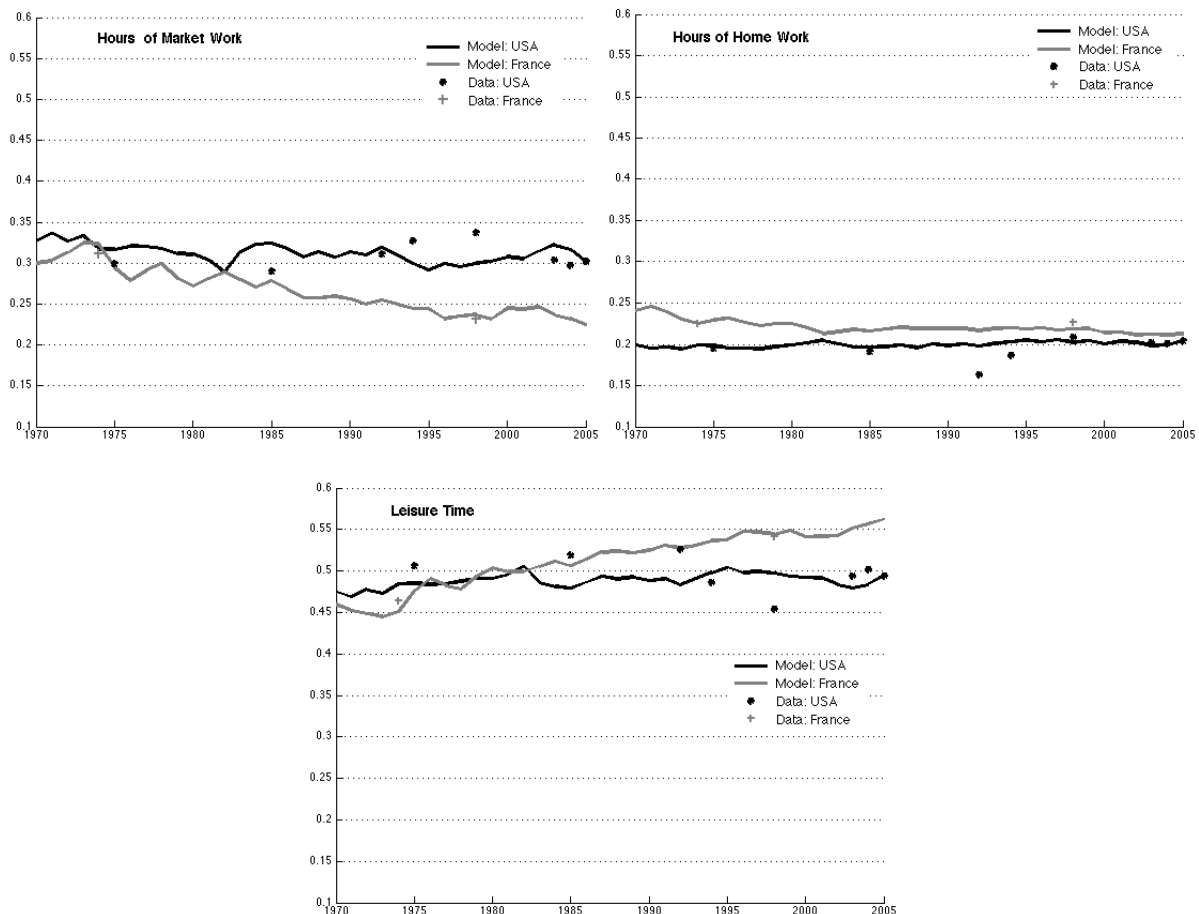 Hours of Market Work
Model: USA
Model: France
Data: USA
Data: France
0.6
0.55
0.5
0.45
0.4
0.35
0.3
0.25
0.2
0.15
0.1
1970 1975 1980 1985 1990 1995 2000 2005
Hours of Home Work
Model: USA
Model: France
Data: USA
Data: France
0.6
0.55
0.5
0.45
0.4
0.35
0.3
0.25
0.2
0.15
0.1
1970 1975 1980 1985 1990 1995 2000 2005
Leisure Time
0.6
0.55
0.5
0.45
0.4
0.35
0.3
0.25
0.2
0.15
0.1
Model: USA
Model: France
Data: USA
Data: France
1970 1975 1980 1985 1990 1995 2000 2005